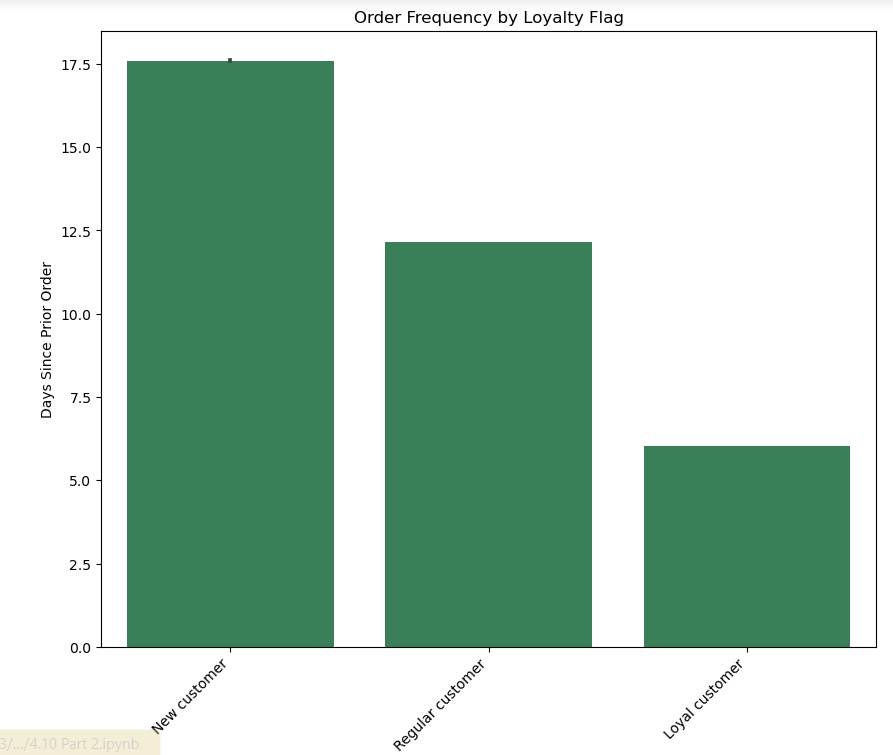 Order Frequency by Loyalty Flag
17.5
15.0
12.5
10.0
7.5
5.0
2.5
0.0
Days Since Prior Order
New customer
Regular customer
Loyal customer
3/.../4.10 Part 2.ipynb